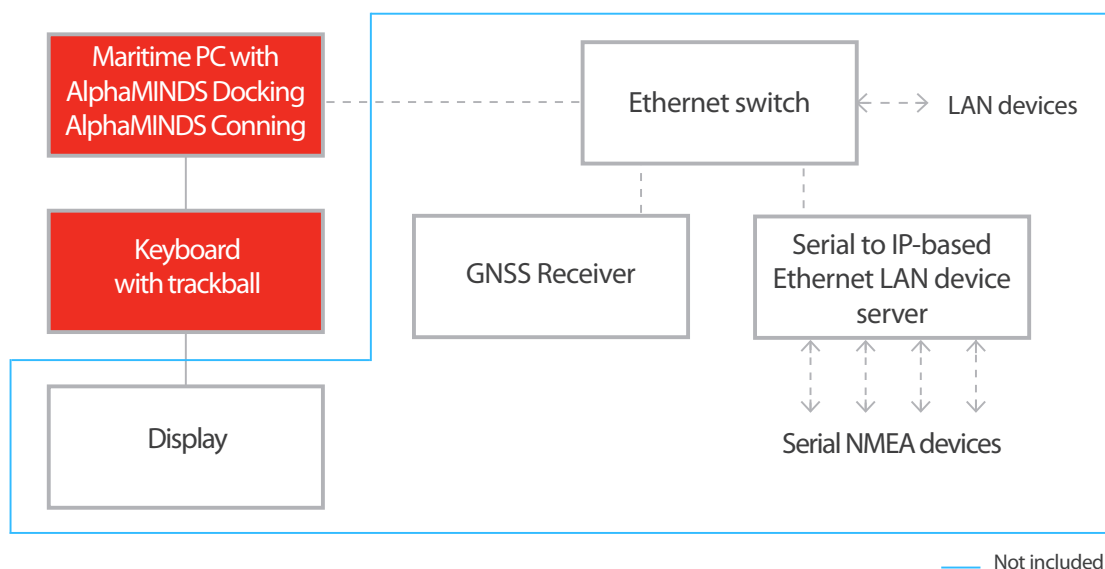 Maritime PC with
AlphaMINDS Docking
AlphaMINDS Conning
Ethernet switch
LAN devices
Keyboard
with trackball
GNSS Receiver
Serial to IP-based
Ethernet LAN device
server
Display
Serial NMEA devices
Not included